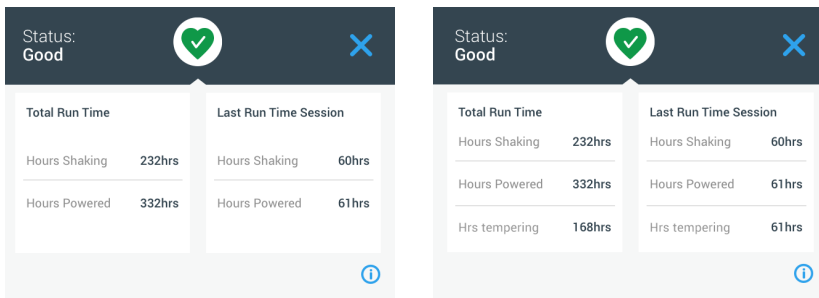 Status:
Good
Total Run Time
Hours Shaking 232hrs
Hours Powered 332hrs
Last Run Time Session
Hours Shaking 60hrs
Hours Powered 61hrs
Status:
Good
Total Run Time
Hours Shaking 232hrs
Hours Powered 332hrs
Hrs tempering 168hrs
Last Run Time Session
Hours Shaking 60hrs
Hours Powered 61hrs
Hrs tempering 61hrs